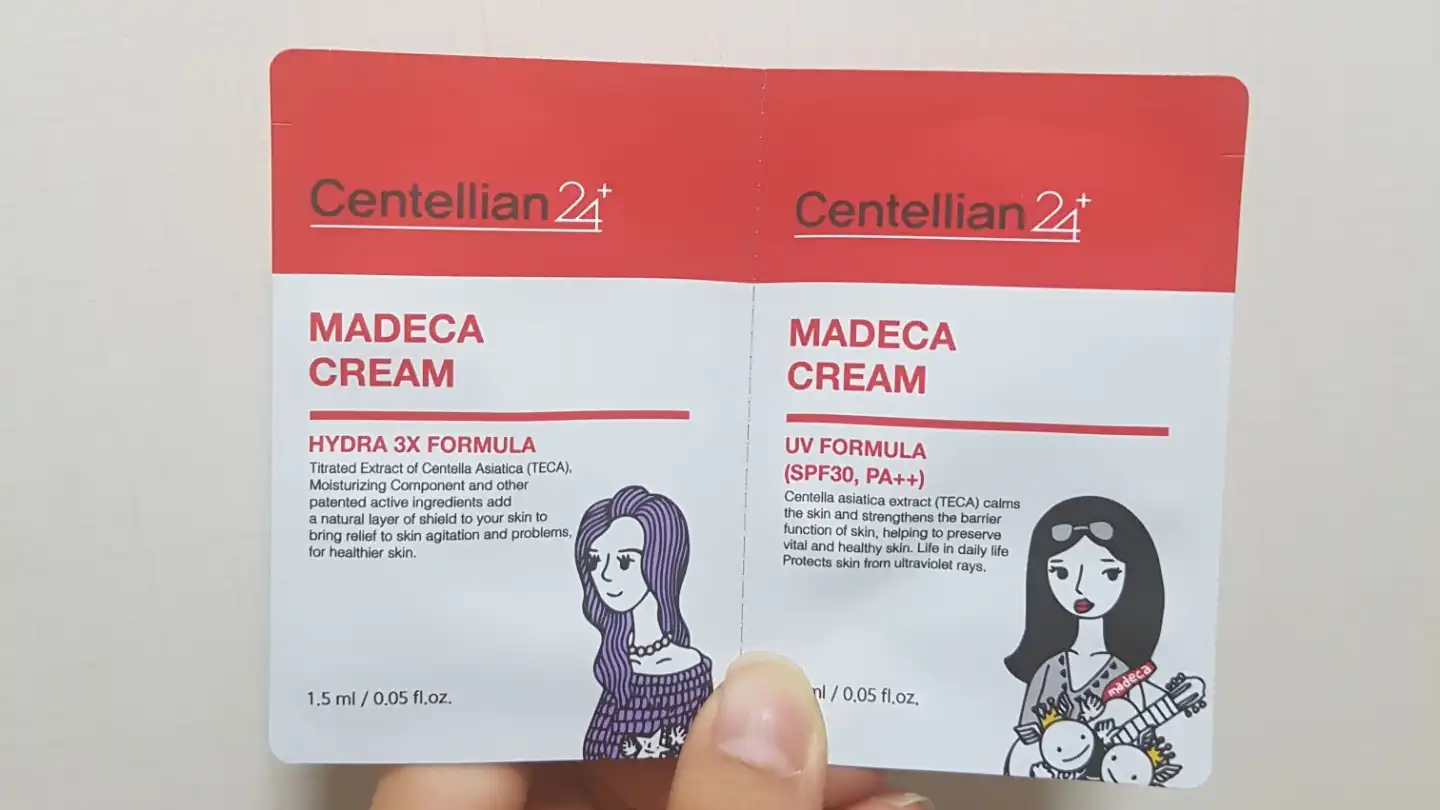 Centellian 24+
MADECA
CREAM
HYDRA 3X FORMULA
Titrated Extract of Centella Asiatica (TECA),
Moisturizing Component and other
patented active ingredients add
a natural layer of shield to your skin to
bring relief to skin agitation and problems,
for healthier skin.
1.5 ml / 0.05 fl.oz.
Centellian 24+
MADECA
CREAM
UV FORMULA
(SPF30, PA++)
Centella asiatica extract (TECA) calms
the skin and strengthens the barrier
function of skin, helping to preserve
vital and healthy skin. Life in daily life
Protects skin from ultraviolet rays.
madeca
ml / 0.05 fl.oz.